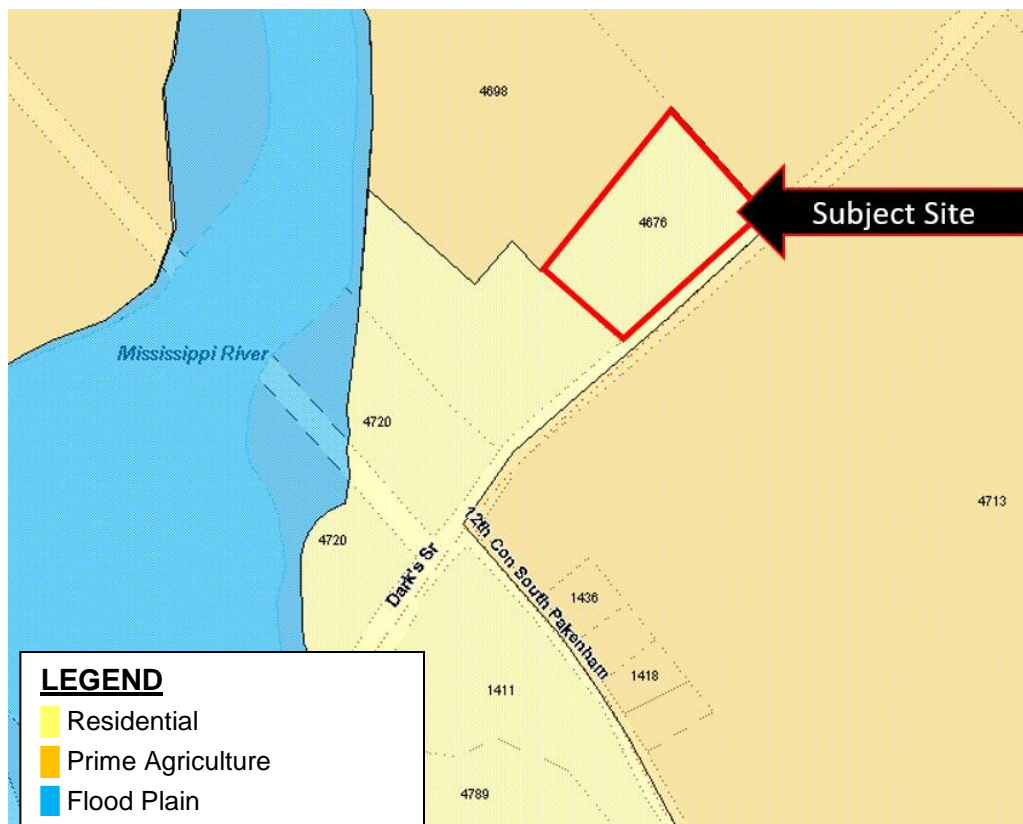 4698
4676
Subject Site
Mississippi River
4720
4713
4720
Dark's Sr
12th Con South Pakenham
1436
1418
1411
4789
LEGEND
Residential
Prime Agriculture
Flood Plain